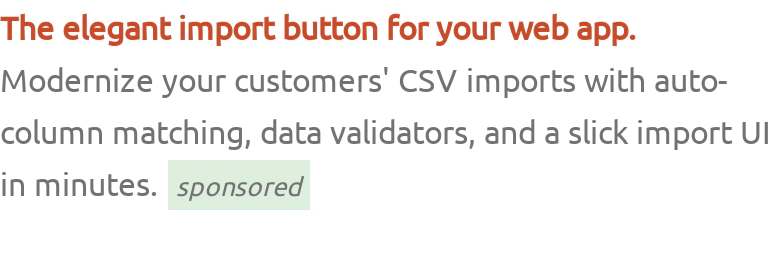 The elegant import button for your web app.
Modernize your customers' CSV imports with auto-
column matching, data validators, and a slick import UI
in minutes. sponsored